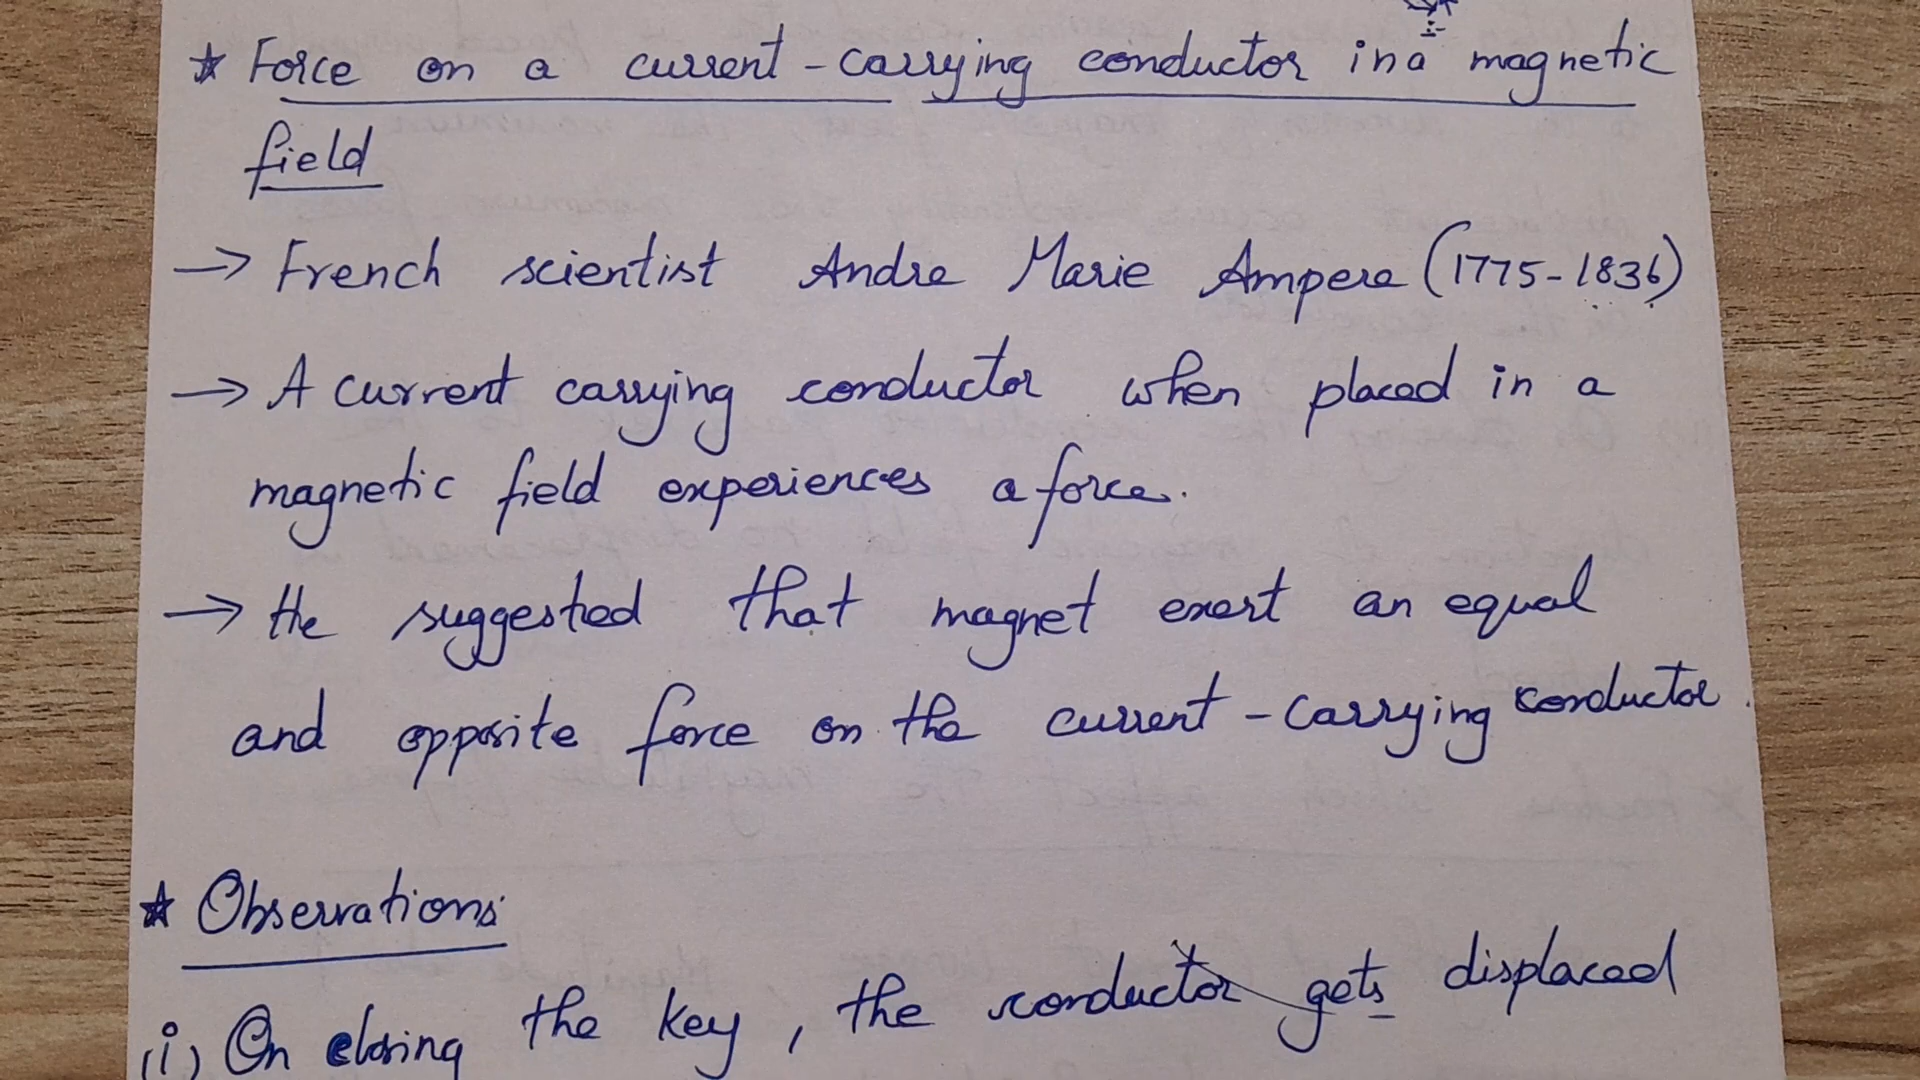 ☆ Force on a current - carrying conductor in a magnetic
field
→ French scientist Andre Marie Ampere (1775-1836)
→ A current carrying conductor when placed in a
magnetic field experiences a force.
→ He suggested that magnet exert an equal
and opposite force on the current - carrying conductor.
☆ Observations:
(i) On closing the key, the conductor gets displaced